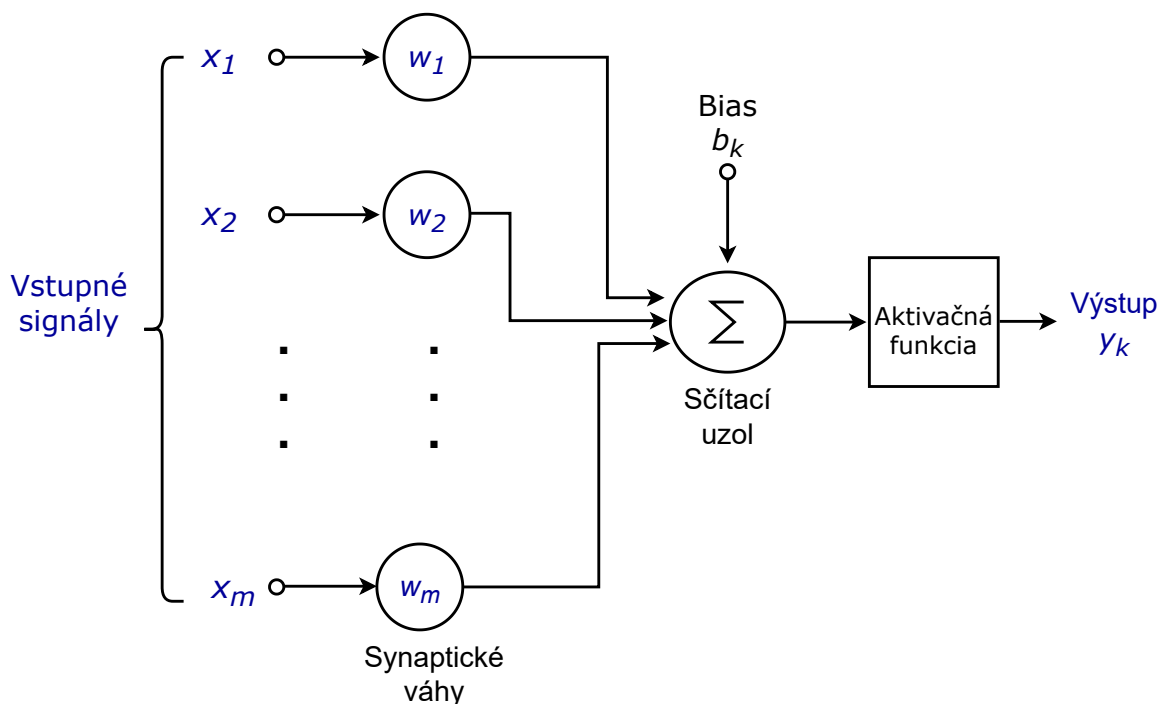 x1
w1
Bias
bk
x2
w2
Vstupné
signály
Σ
Aktivačná
funkcia
Výstup
yk
Sčítací
uzol
xm
wm
Synaptické
váhy